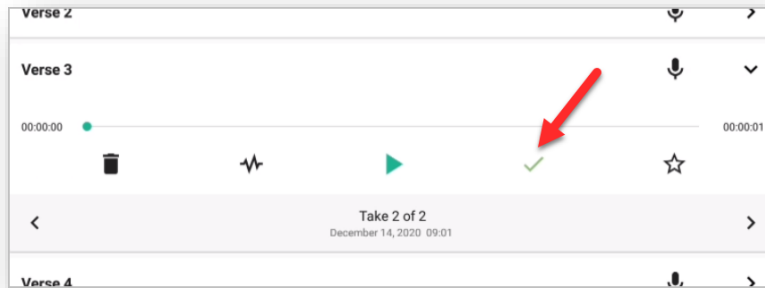 Verse 2
Verse 3
00:00:00 00:00:01
Take 2 of 2
December 14, 2020 09:01
Verse 4